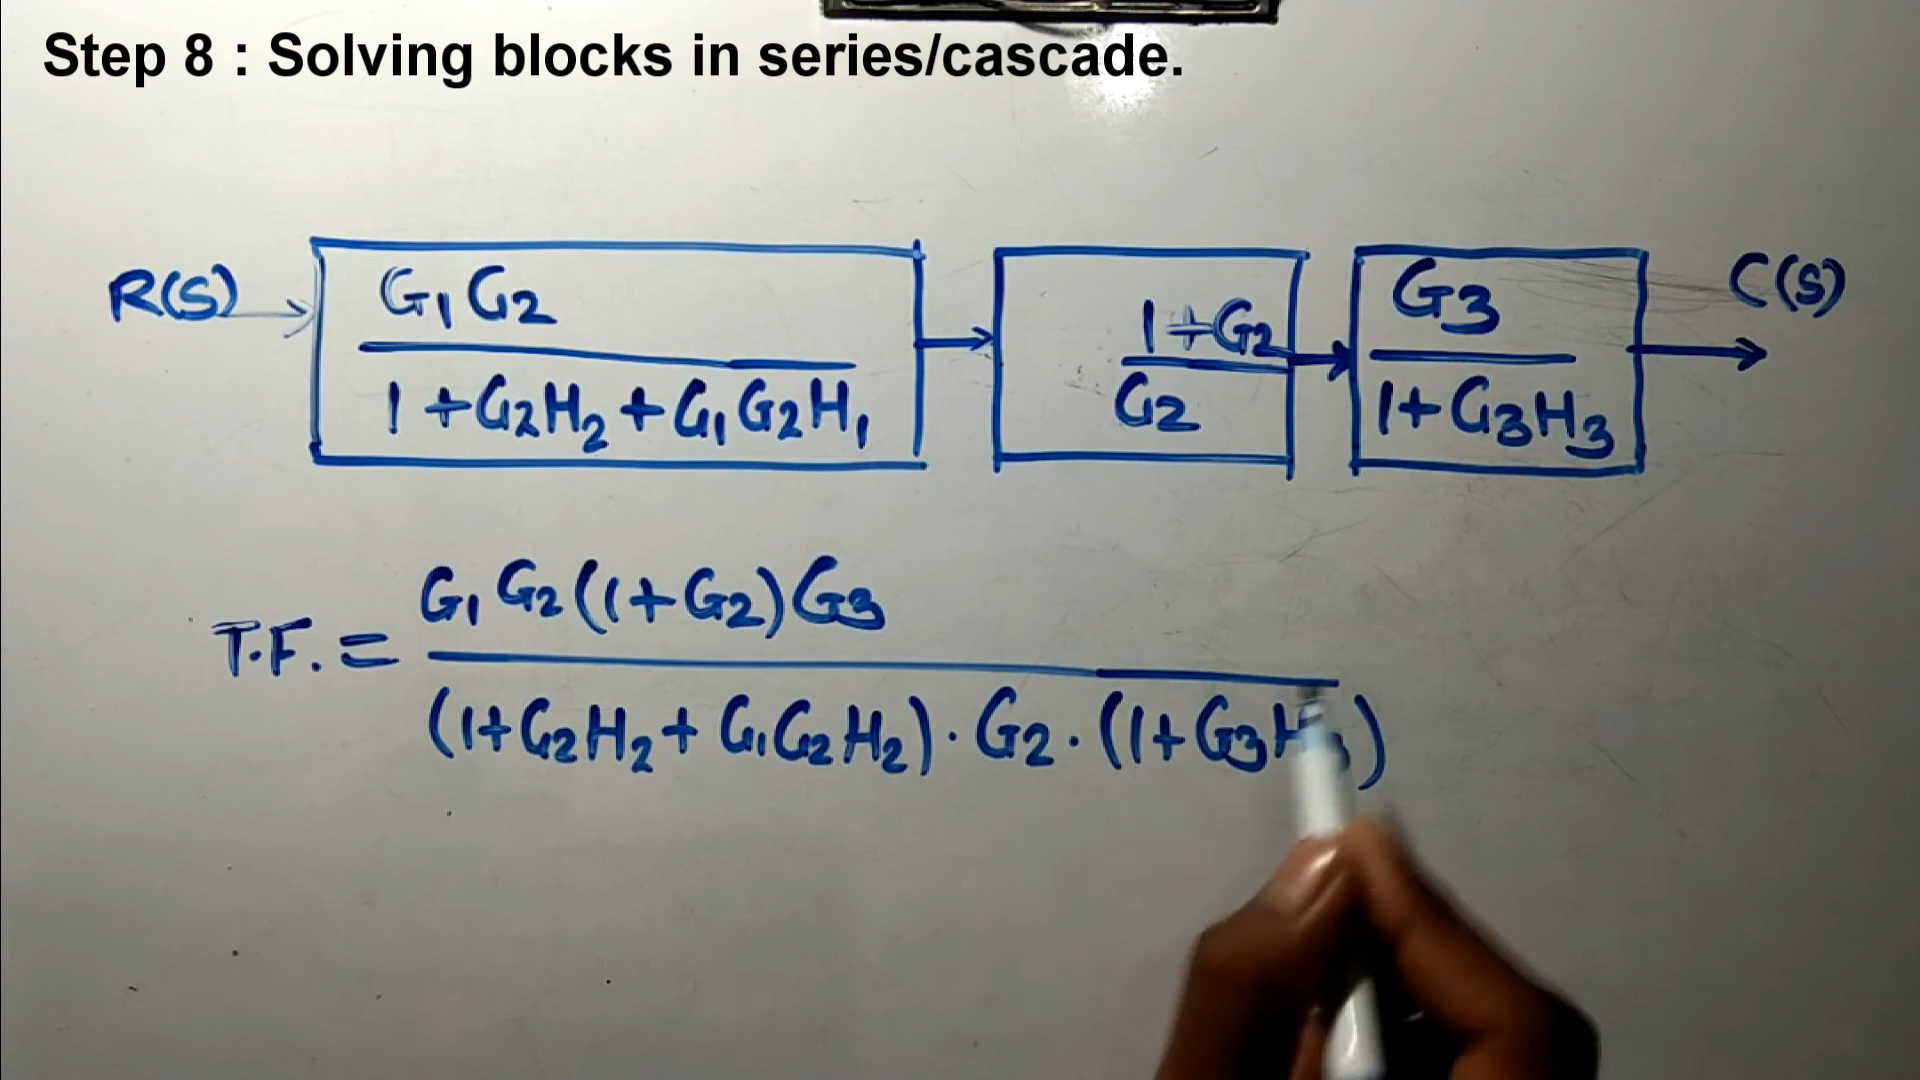 Step 8 : Solving blocks in series/cascade.
R(S) G1G2 / 1+G2H2+G1G2H1 1+G2 / G2 G3 / 1+G3H3 C(S)
T.F. = G1G2(1+G2)G3 / (1+G2H2+G1G2H2)·G2·(1+G3H3)